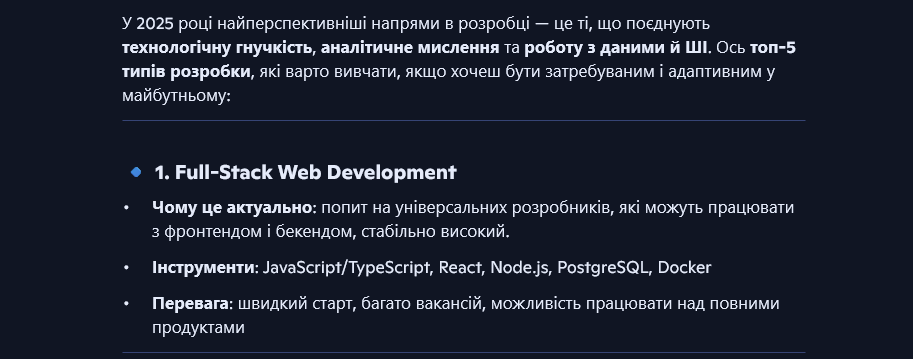 У 2025 році найперспективніші напрями в розробці — це ті, що поєднують
технологічну гнучкість, аналітичне мислення та роботу з даними й ШІ. Ось топ-5
типів розробки, які варто вивчати, якщо хочеш бути затребуваним і адаптивним у
майбутньому:
1. Full-Stack Web Development
• Чому це актуально: попит на універсальних розробників, які можуть працювати
з фронтендом і бекендом, стабільно високий.
• Інструменти: JavaScript/TypeScript, React, Node.js, PostgreSQL, Docker
• Перевага: швидкий старт, багато вакансій, можливість працювати над повними
продуктами